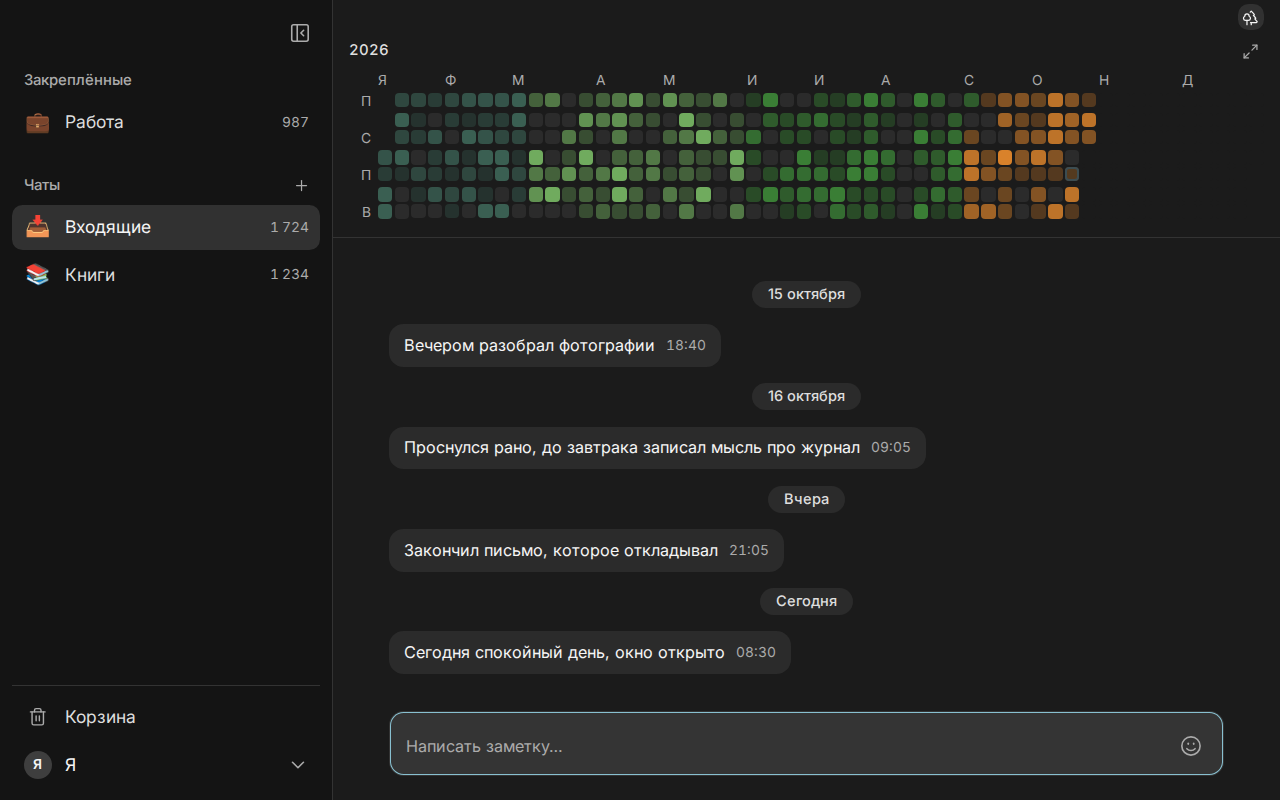 Закреплённые
Работа 987
Чаты
Входящие 1 724
Книги 1 234
Корзина
Я Я
2026
Я Ф М А М И И А С О Н Д
П
С
П
В
15 октября
Вечером разобрал фотографии 18:40
16 октября
Проснулся рано, до завтрака записал мысль про журнал 09:05
Вчера
Закончил письмо, которое откладывал 21:05
Сегодня
Сегодня спокойный день, окно открыто 08:30
Написать заметку...